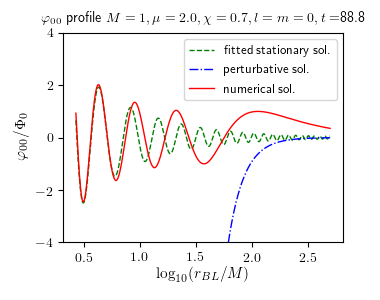 φ₀₀ profile M = 1, μ = 2.0, χ = 0.7, l = m = 0, t =88.8
fitted stationary sol.
perturbative sol.
numerical sol.
φ₀₀/Φ₀
4
2
0
−2
−4
0.5 1.0 1.5 2.0 2.5
log₁₀(r_BL/M)